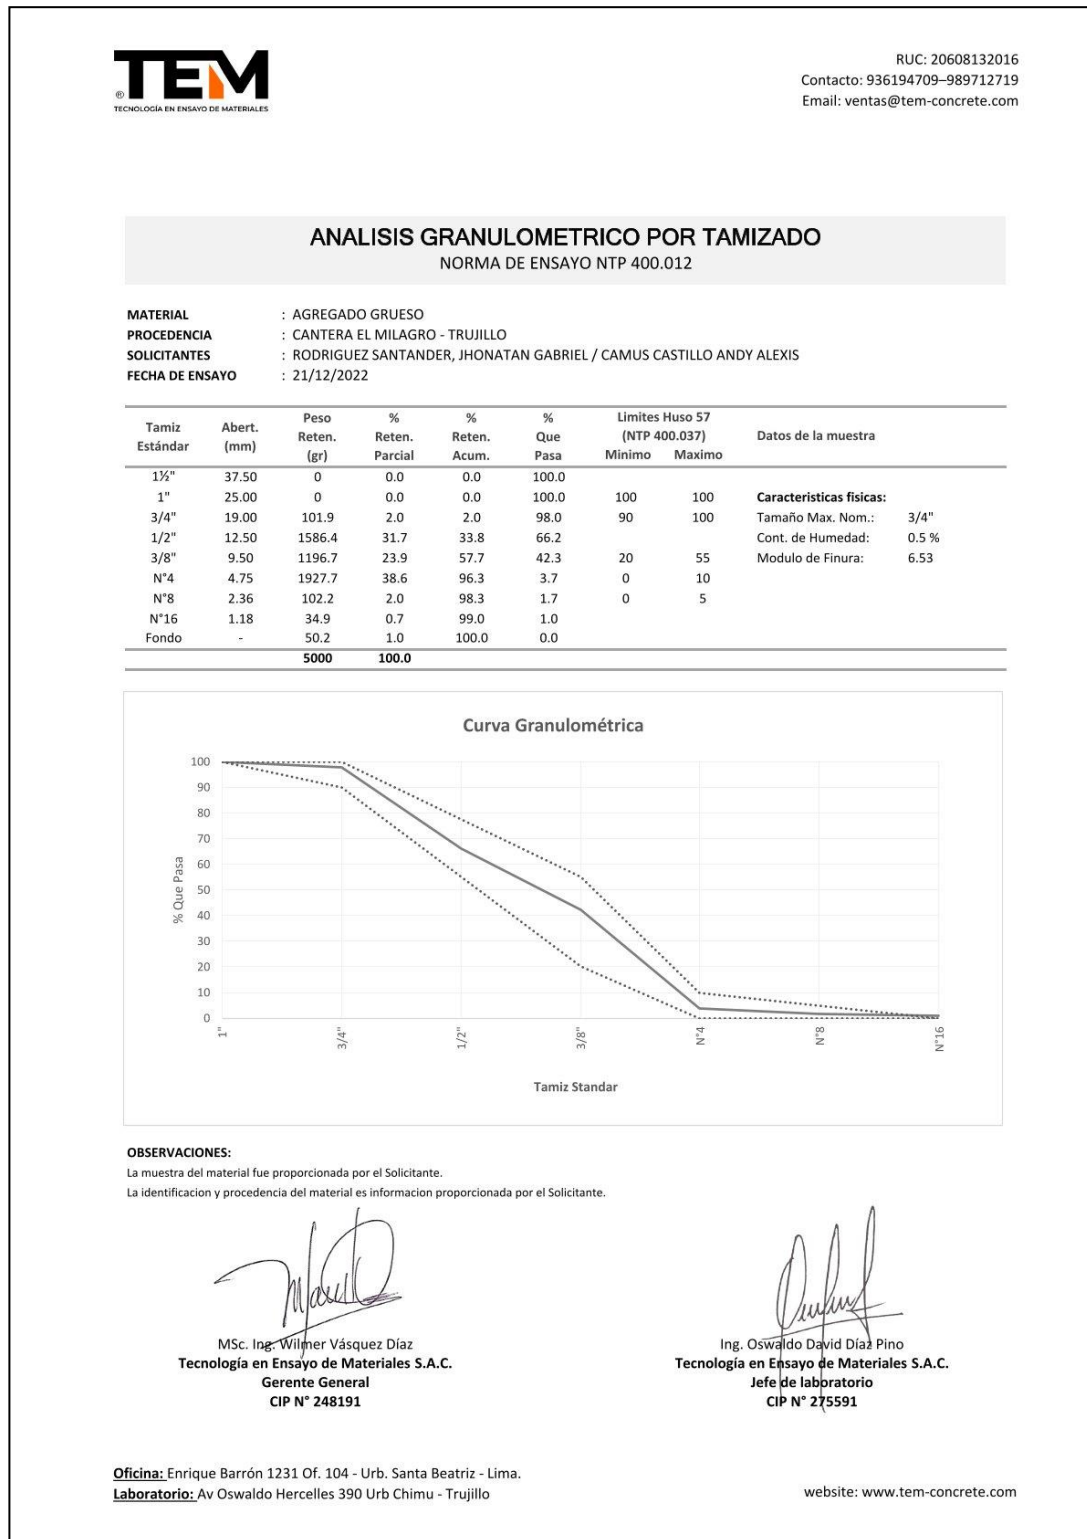 TEM
®
TECNOLOGÍA EN ENSAYO DE MATERIALES
RUC: 20608132016
Contacto: 936194709–989712719
Email: ventas@tem-concrete.com
ANALISIS GRANULOMETRICO POR TAMIZADO
NORMA DE ENSAYO NTP 400.012
MATERIAL : AGREGADO GRUESO
PROCEDENCIA : CANTERA EL MILAGRO - TRUJILLO
SOLICITANTES : RODRIGUEZ SANTANDER, JHONATAN GABRIEL / CAMUS CASTILLO ANDY ALEXIS
FECHA DE ENSAYO : 21/12/2022
Tamiz Estándar Abert. (mm) Peso Reten. (gr) % Reten. Parcial % Reten. Acum. % Que Pasa Limites Huso 57 (NTP 400.037) Minimo Maximo Datos de la muestra
1½" 37.50 0 0.0 0.0 100.0
1" 25.00 0 0.0 0.0 100.0 100 100 Caracteristicas fisicas:
3/4" 19.00 101.9 2.0 2.0 98.0 90 100 Tamaño Max. Nom.: 3/4"
1/2" 12.50 1586.4 31.7 33.8 66.2 Cont. de Humedad: 0.5 %
3/8" 9.50 1196.7 23.9 57.7 42.3 20 55 Modulo de Finura: 6.53
N°4 4.75 1927.7 38.6 96.3 3.7 0 10
N°8 2.36 102.2 2.0 98.3 1.7 0 5
N°16 1.18 34.9 0.7 99.0 1.0
Fondo - 50.2 1.0 100.0 0.0
5000 100.0
Curva Granulométrica
% Que Pasa
100
90
80
70
60
50
40
30
20
10
0
1" 3/4" 1/2" 3/8" N°4 N°8 N°16
Tamiz Standar
OBSERVACIONES:
La muestra del material fue proporcionada por el Solicitante.
La identificacion y procedencia del material es informacion proporcionada por el Solicitante.
MSc. Ing. Wilmer Vásquez Díaz
Tecnología en Ensayo de Materiales S.A.C.
Gerente General
CIP N° 248191
Ing. Oswaldo David Díaz Pino
Tecnología en Ensayo de Materiales S.A.C.
Jefe de laboratorio
CIP N° 275591
Oficina: Enrique Barrón 1231 Of. 104 - Urb. Santa Beatriz - Lima.
Laboratorio: Av Oswaldo Hercelles 390 Urb Chimu - Trujillo
website: www.tem-concrete.com